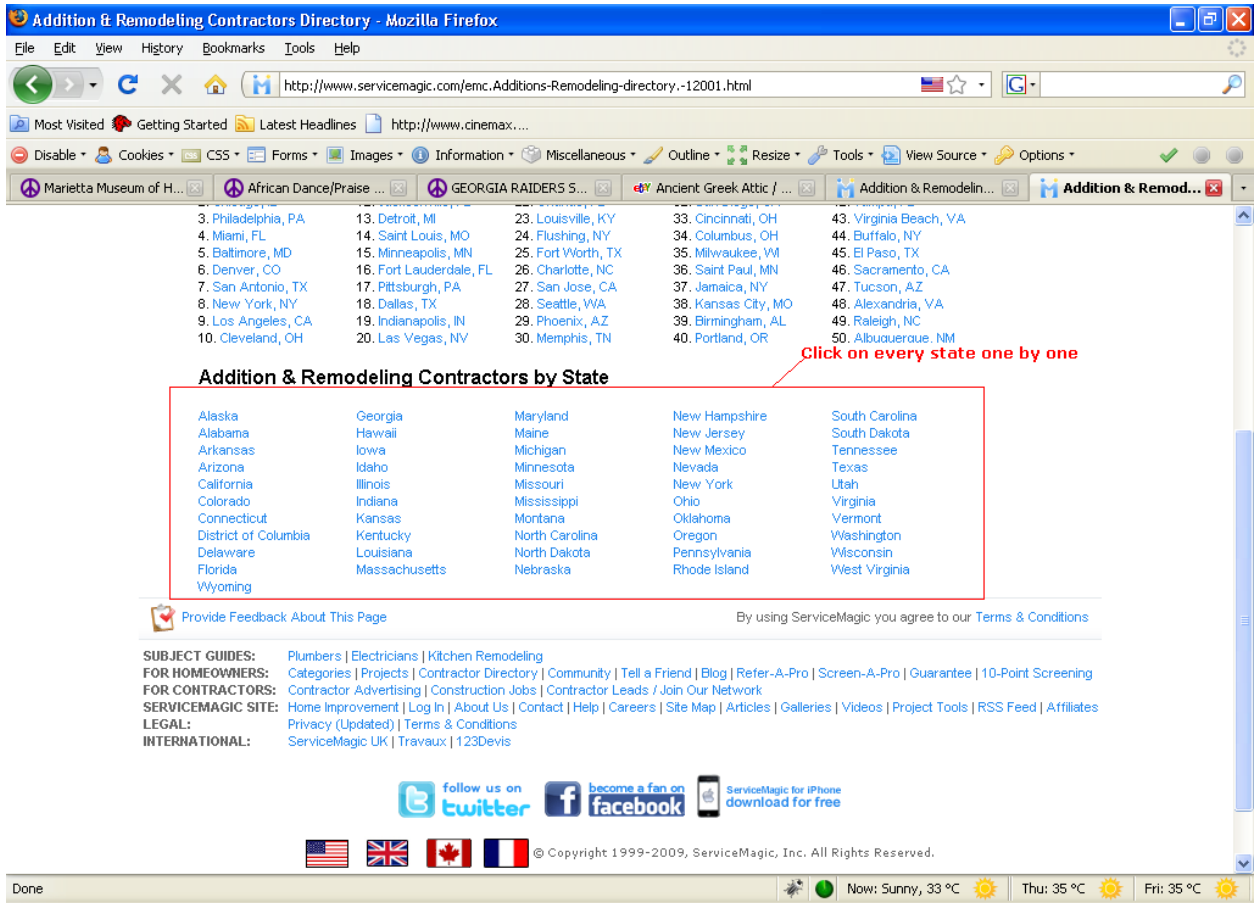 Addition & Remodeling Contractors Directory - Mozilla Firefox
File Edit View History Bookmarks Tools Help
http://www.servicemagic.com/emc.Additions-Remodeling-directory.-12001.html
Most Visited Getting Started Latest Headlines http://www.cinemax....
Disable Cookies CSS Forms Images Information Miscellaneous Outline Resize Tools View Source Options
Marietta Museum of H... African Dance/Praise ... GEORGIA RAIDERS S... Ancient Greek Attic / ... Addition & Remodelin... Addition & Remod...
3. Philadelphia, PA 13. Detroit, MI 23. Louisville, KY 33. Cincinnati, OH 43. Virginia Beach, VA
4. Miami, FL 14. Saint Louis, MO 24. Flushing, NY 34. Columbus, OH 44. Buffalo, NY
5. Baltimore, MD 15. Minneapolis, MN 25. Fort Worth, TX 35. Milwaukee, WI 45. El Paso, TX
6. Denver, CO 16. Fort Lauderdale, FL 26. Charlotte, NC 36. Saint Paul, MN 46. Sacramento, CA
7. San Antonio, TX 17. Pittsburgh, PA 27. San Jose, CA 37. Jamaica, NY 47. Tucson, AZ
8. New York, NY 18. Dallas, TX 28. Seattle, WA 38. Kansas City, MO 48. Alexandria, VA
9. Los Angeles, CA 19. Indianapolis, IN 29. Phoenix, AZ 39. Birmingham, AL 49. Raleigh, NC
10. Cleveland, OH 20. Las Vegas, NV 30. Memphis, TN 40. Portland, OR 50. Albuquerque, NM
Click on every state one by one
Addition & Remodeling Contractors by State
Alaska Georgia Maryland New Hampshire South Carolina
Alabama Hawaii Maine New Jersey South Dakota
Arkansas Iowa Michigan New Mexico Tennessee
Arizona Idaho Minnesota Nevada Texas
California Illinois Missouri New York Utah
Colorado Indiana Mississippi Ohio Virginia
Connecticut Kansas Montana Oklahoma Vermont
District of Columbia Kentucky North Carolina Oregon Washington
Delaware Louisiana North Dakota Pennsylvania Wisconsin
Florida Massachusetts Nebraska Rhode Island West Virginia
Wyoming
Provide Feedback About This Page By using ServiceMagic you agree to our Terms & Conditions
SUBJECT GUIDES: Plumbers | Electricians | Kitchen Remodeling
FOR HOMEOWNERS: Categories | Projects | Contractor Directory | Community | Tell a Friend | Blog | Refer-A-Pro | Screen-A-Pro | Guarantee | 10-Point Screening
FOR CONTRACTORS: Contractor Advertising | Construction Jobs | Contractor Leads / Join Our Network
SERVICEMAGIC SITE: Home Improvement | Log In | About Us | Contact | Help | Careers | Site Map | Articles | Galleries | Videos | Project Tools | RSS Feed | Affiliates
LEGAL: Privacy (Updated) | Terms & Conditions
INTERNATIONAL: ServiceMagic UK | Travaux | 123Devis
follow us on twitter become a fan on facebook ServiceMagic for iPhone download for free
© Copyright 1999-2009, ServiceMagic, Inc. All Rights Reserved.
Done Now: Sunny, 33 °C Thu: 35 °C Fri: 35 °C